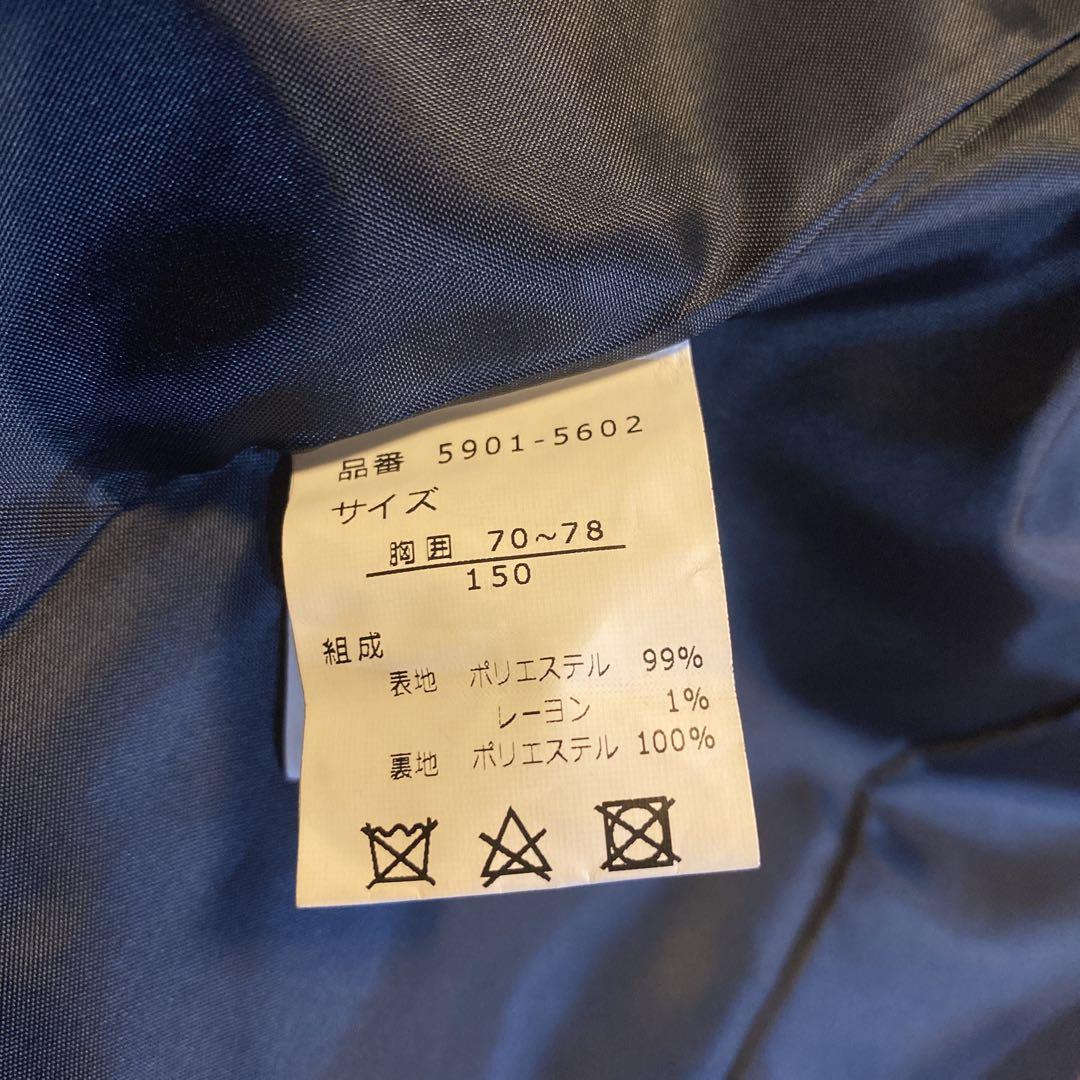 品番 5901-5602
サイズ
胸囲 70~78
150
組成
表地 ポリエステル 99%
レーヨン 1%
裏地 ポリエステル 100%